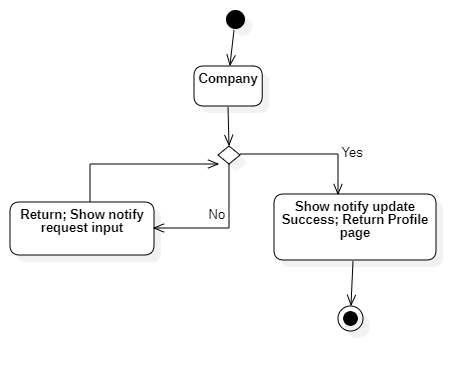 Company
Yes
No
Return; Show notify
request input
Show notify update
Success; Return Profile
page